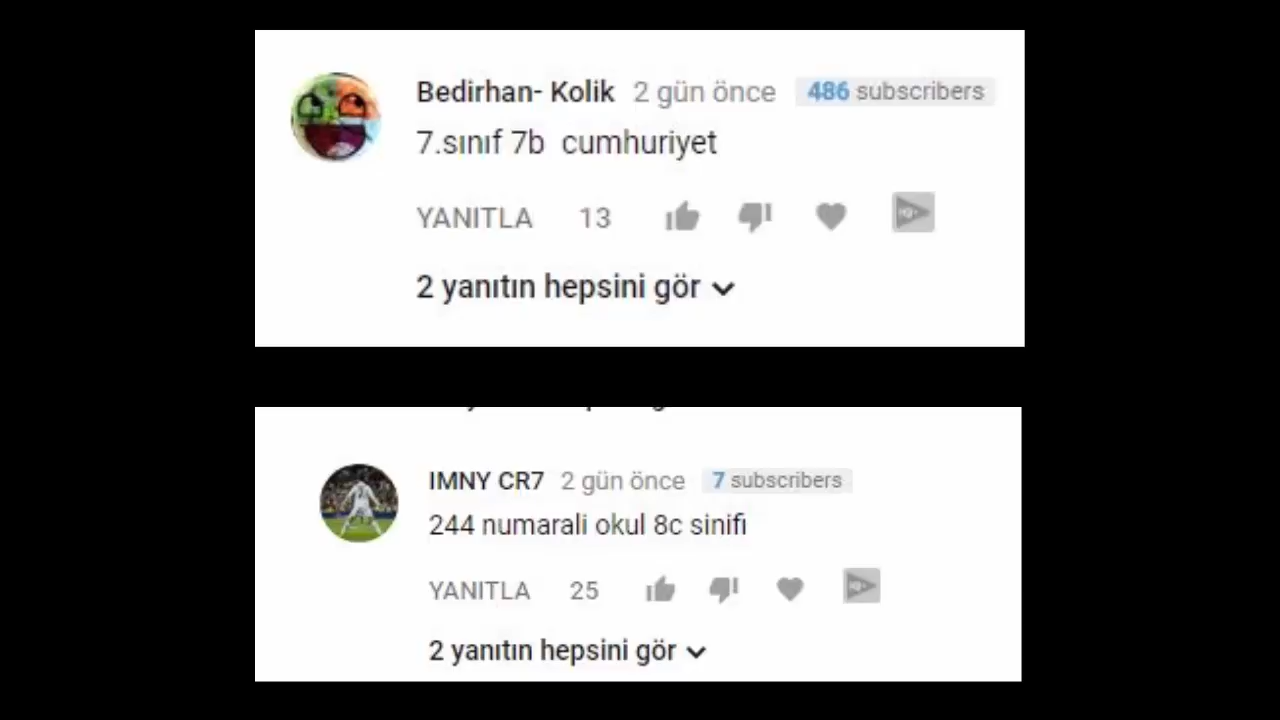 Bedirhan- Kolik 2 gün önce 486 subscribers
7.sınıf 7b cumhuriyet
YANITLA 13
2 yanıtın hepsini gör
IMNY CR7 2 gün önce 7 subscribers
244 numarali okul 8c sinifi
YANITLA 25
2 yanıtın hepsini gör